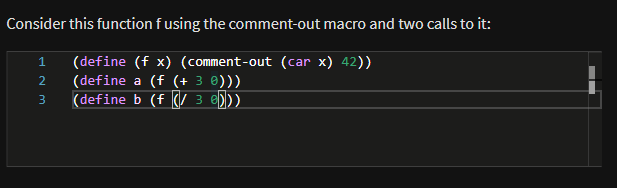 Consider this function f using the comment-out macro and two calls to it:
1 (define (f x) (comment-out (car x) 42))
2 (define a (f (+ 3 0)))
3 (define b (f (/ 3 0)))